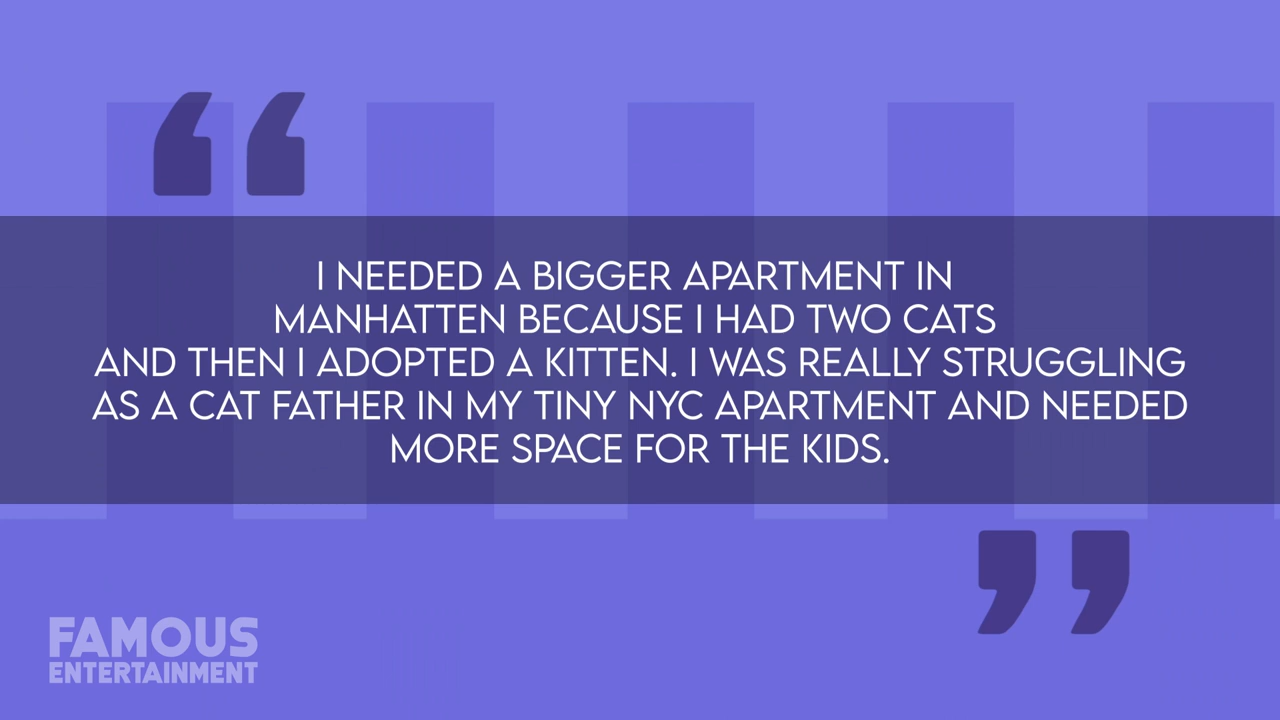 I NEEDED A BIGGER APARTMENT IN
MANHATTEN BECAUSE I HAD TWO CATS
AND THEN I ADOPTED A KITTEN. I WAS REALLY STRUGGLING
AS A CAT FATHER IN MY TINY NYC APARTMENT AND NEEDED
MORE SPACE FOR THE KIDS.
FAMOUS
ENTERTAINMENT